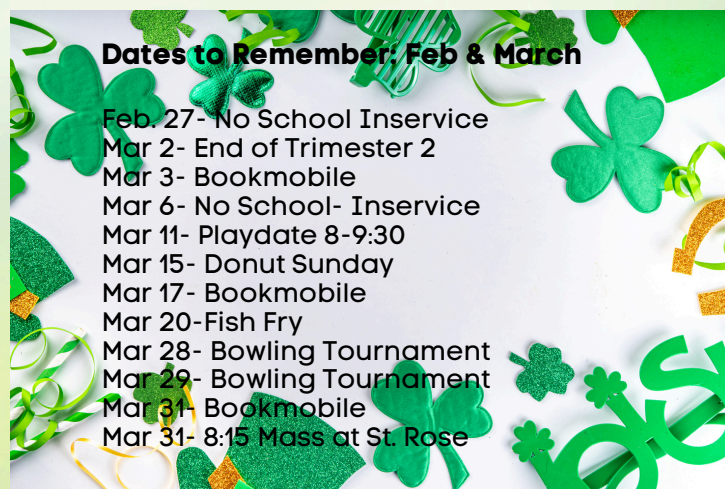 Dates to Remember: Feb & March
Feb. 27- No School Inservice
Mar 2- End of Trimester 2
Mar 3- Bookmobile
Mar 6- No School- Inservice
Mar 11- Playdate 8-9:30
Mar 15- Donut Sunday
Mar 17- Bookmobile
Mar 20-Fish Fry
Mar 28- Bowling Tournament
Mar 29- Bowling Tournament
Mar 31- Bookmobile
Mar 31- 8:15 Mass at St. Rose